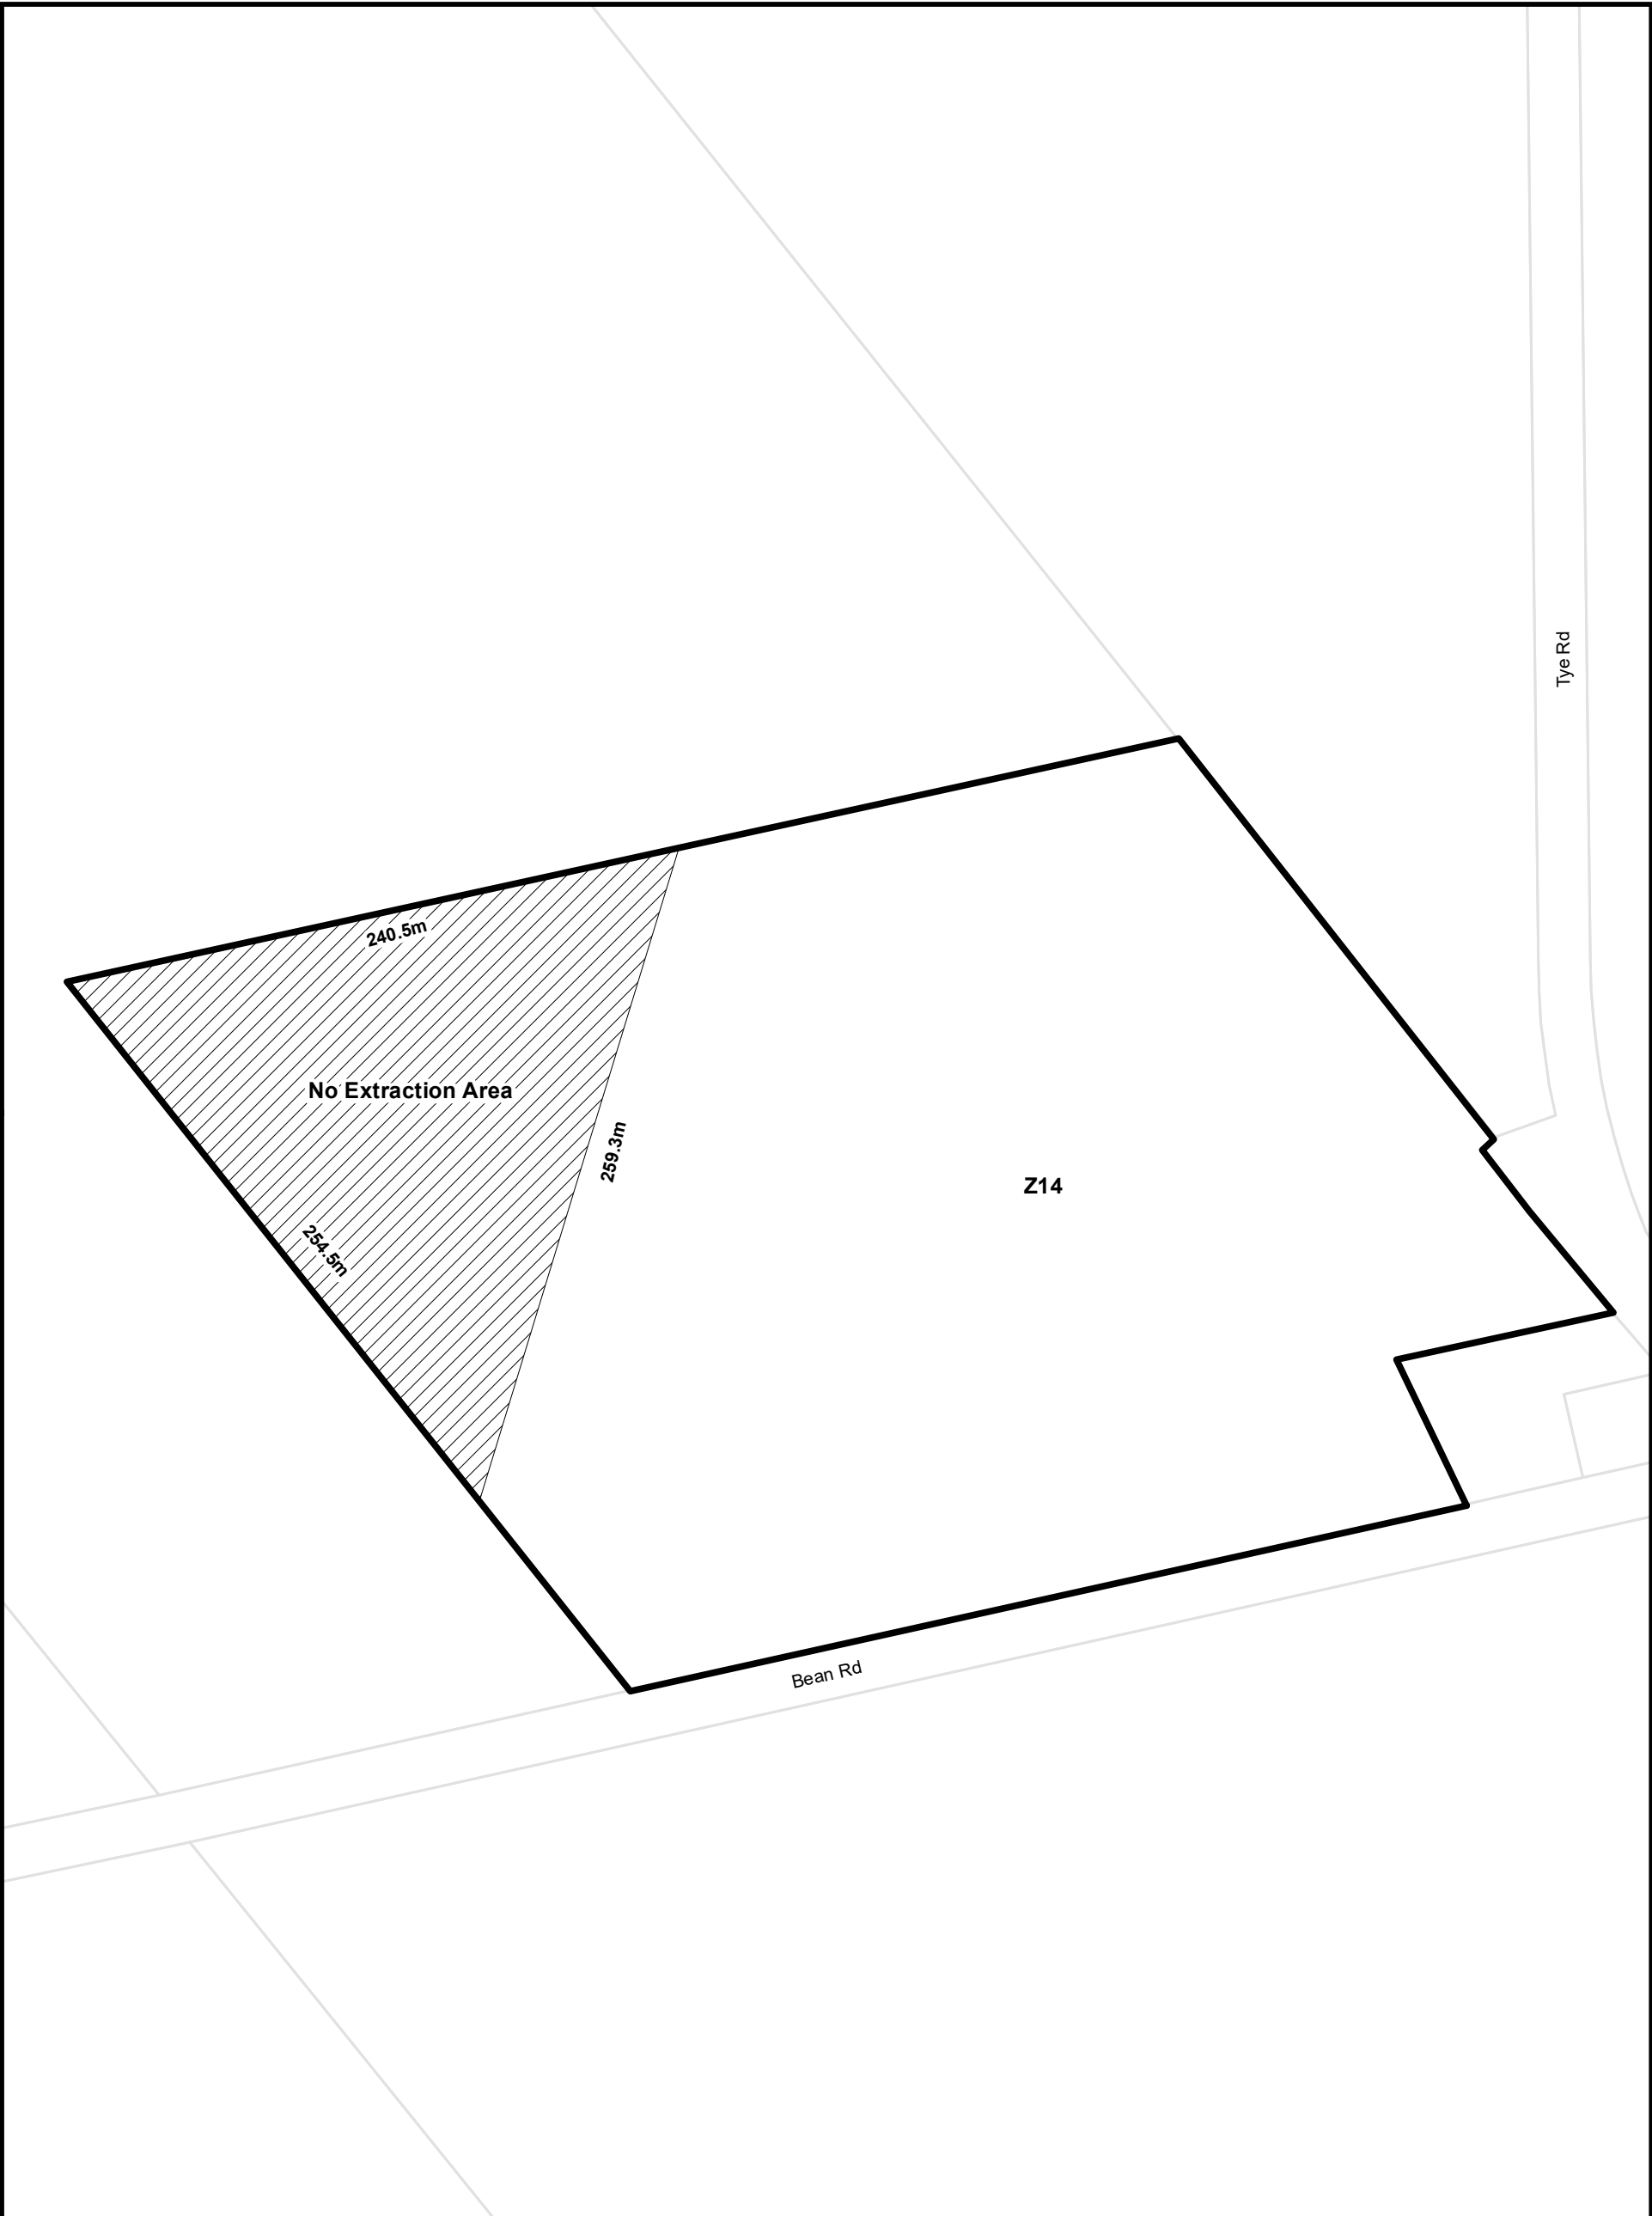 Tye Rd
240.5m
No Extraction Area
259.3m
Z14
254.5m
Bean Rd